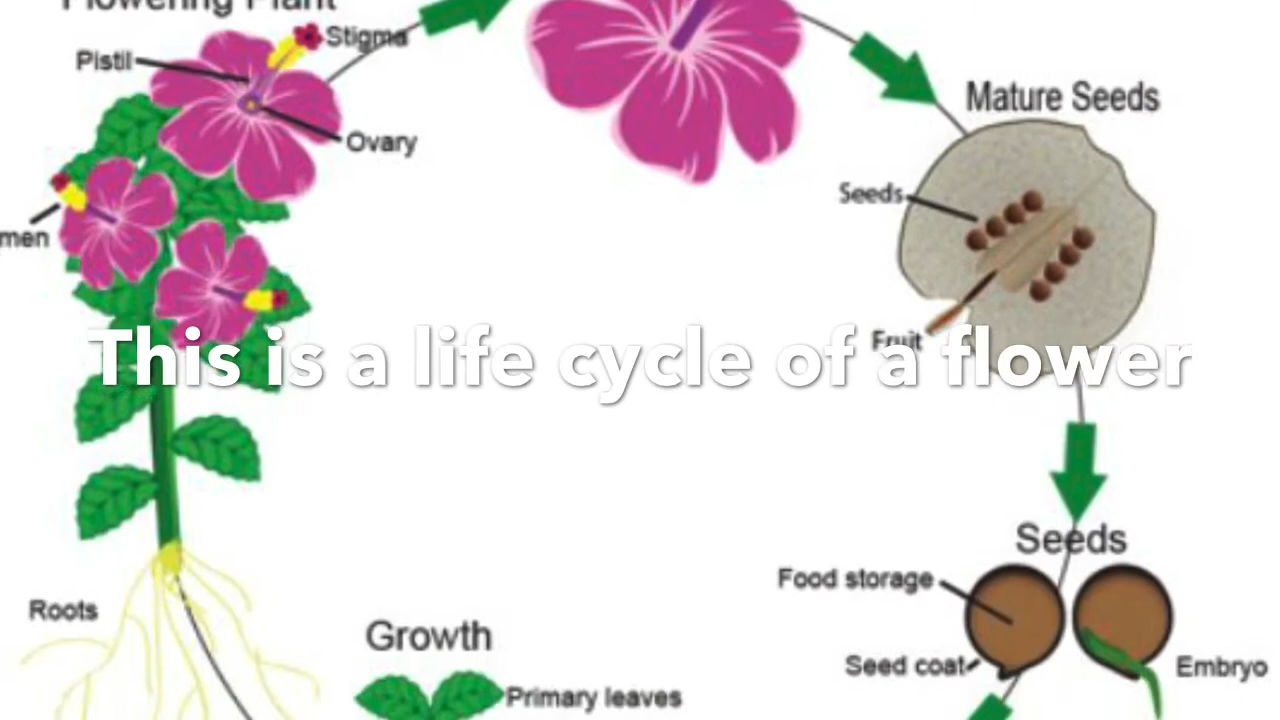 Flowering Plant
Stigma
Pistil
Ovary
men
Mature Seeds
Seeds
Fruit
This is a life cycle of a flower
Seeds
Food storage
Seed coat
Embryo
Roots
Growth
Primary leaves